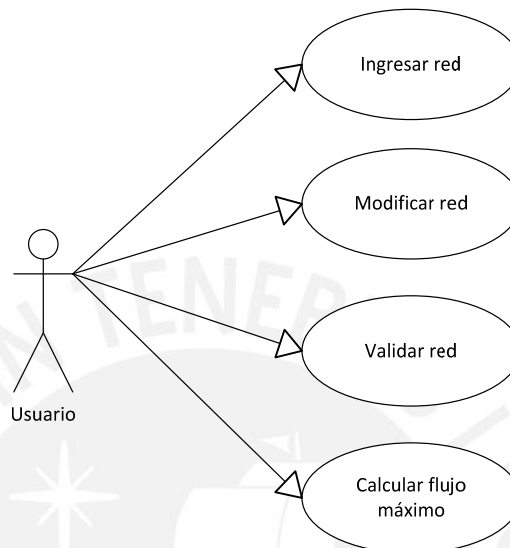 Ingresar red
Modificar red
Validar red
Usuario
Calcular flujo
máximo